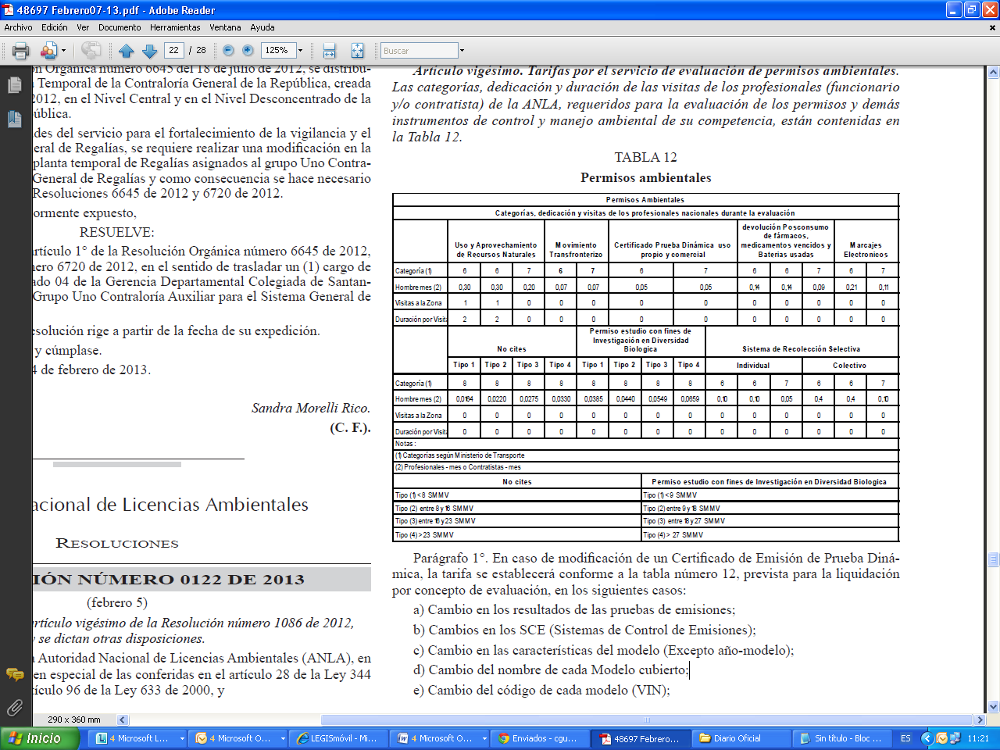 48697 Febrero07-13.pdf - Adobe Reader
Archivo Edición Ver Documento Herramientas Ventana Ayuda
22 / 28 125% Buscar
ón Orgánica número 6645 del 18 de julio de 2012, se distribu-
Temporal de la Contraloría General de la República, creada
2012, en el Nivel Central y en el Nivel Desconcentrado de la
pública.
des del servicio para el fortalecimiento de la vigilancia y el
eral de Regalías, se requiere realizar una modificación en la
planta temporal de Regalías asignados al grupo Uno Contra-
General de Regalías y como consecuencia se hace necesario
Resoluciones 6645 de 2012 y 6720 de 2012.
ormente expuesto,
RESUELVE:
artículo 1° de la Resolución Orgánica número 6645 de 2012,
mero 6720 de 2012, en el sentido de trasladar un (1) cargo de
ado 04 de la Gerencia Departamental Colegiada de Santan-
Grupo Uno Contraloría Auxiliar para el Sistema General de
esolución rige a partir de la fecha de su expedición.
y cúmplase.
4 de febrero de 2013.
Sandra Morelli Rico.
(C. F.).
acional de Licencias Ambientales
RESOLUCIONES
IÓN NÚMERO 0122 DE 2013
(febrero 5)
artículo vigésimo de la Resolución número 1086 de 2012,
y se dictan otras disposiciones.
a Autoridad Nacional de Licencias Ambientales (ANLA), en
en especial de las conferidas en el artículo 28 de la Ley 344
tículo 96 de la Ley 633 de 2000, y
Artículo vigésimo. Tarifas por el servicio de evaluación de permisos ambientales.
Las categorías, dedicación y duración de las visitas de los profesionales (funcionario
y/o contratista) de la ANLA, requeridos para la evaluación de los permisos y demás
instrumentos de control y manejo ambiental de su competencia, están contenidas en
la Tabla 12.
TABLA 12
Permisos ambientales
Permisos Ambientales
Categorías, dedicación y visitas de los profesionales nacionales durante la evaluación
Uso y Aprovechamiento de Recursos Naturales Movimiento Transfronterizo Certificado Prueba Dinámica uso propio y comercial devolución Posconsumo de fármacos, medicamentos vencidos y Baterias usadas Marcajes Electronicos
Categoría (1) 6 6 7 6 7 6 7 6 6 7 6 7
Hombre mes (2) 0,30 0,30 0,20 0,07 0,07 0,05 0,05 0,14 0,14 0,09 0,21 0,11
Visitas a la Zona 1 1 0 0 0 0 0 0 0 0 0 0
Duración por Visita 2 2 0 0 0 0 0 0 0 0 0 0
No cites Permiso estudio con fines de Investigación en Diversidad Biologica Sistema de Recolección Selectiva
Tipo 1 Tipo 2 Tipo 3 Tipo 4 Tipo 1 Tipo 2 Tipo 3 Tipo 4 Individual Colectivo
Categoría (1) 8 8 8 8 8 8 8 8 6 6 7 6 6 7
Hombre mes (2) 0,0164 0,0220 0,0275 0,0330 0,0385 0,0440 0,0549 0,0659 0,10 0,10 0,05 0,4 0,4 0,10
Visitas a la Zona 0 0 0 0 0 0 0 0 0 0 0 0 0 0
Duración por Visita 0 0 0 0 0 0 0 0 0 0 0 0 0 0
Notas :
(1) Categorías según Ministerio de Transporte
(2) Profesionales - mes o Contratistas - mes
No cites Permiso estudio con fines de Investigación en Diversidad Biologica
Tipo (1) < 8 SMMV Tipo (1) < 9 SMMV
Tipo (2) entre 8 y 16 SMMV Tipo (2) entre 9 y 18 SMMV
Tipo (3) entre 16 y 23 SMMV Tipo (3) entre 18 y 27 SMMV
Tipo (4) > 23 SMMV Tipo (4) > 27 SMMV
Parágrafo 1°. En caso de modificación de un Certificado de Emisión de Prueba Diná-
mica, la tarifa se establecerá conforme a la tabla número 12, prevista para la liquidación
por concepto de evaluación, en los siguientes casos:
a) Cambio en los resultados de las pruebas de emisiones;
b) Cambios en los SCE (Sistemas de Control de Emisiones);
c) Cambio en las características del modelo (Excepto año-modelo);
d) Cambio del nombre de cada Modelo cubierto;
e) Cambio del código de cada modelo (VIN);
290 x 360 mm
Inicio 4 Microsoft L... 4 Microsoft O... LEGISmóvil - Mi... 4 Microsoft O... Enviados - cgu... 48697 Febrero... Diario Oficial Sin título - Bloc ... ES 11:21